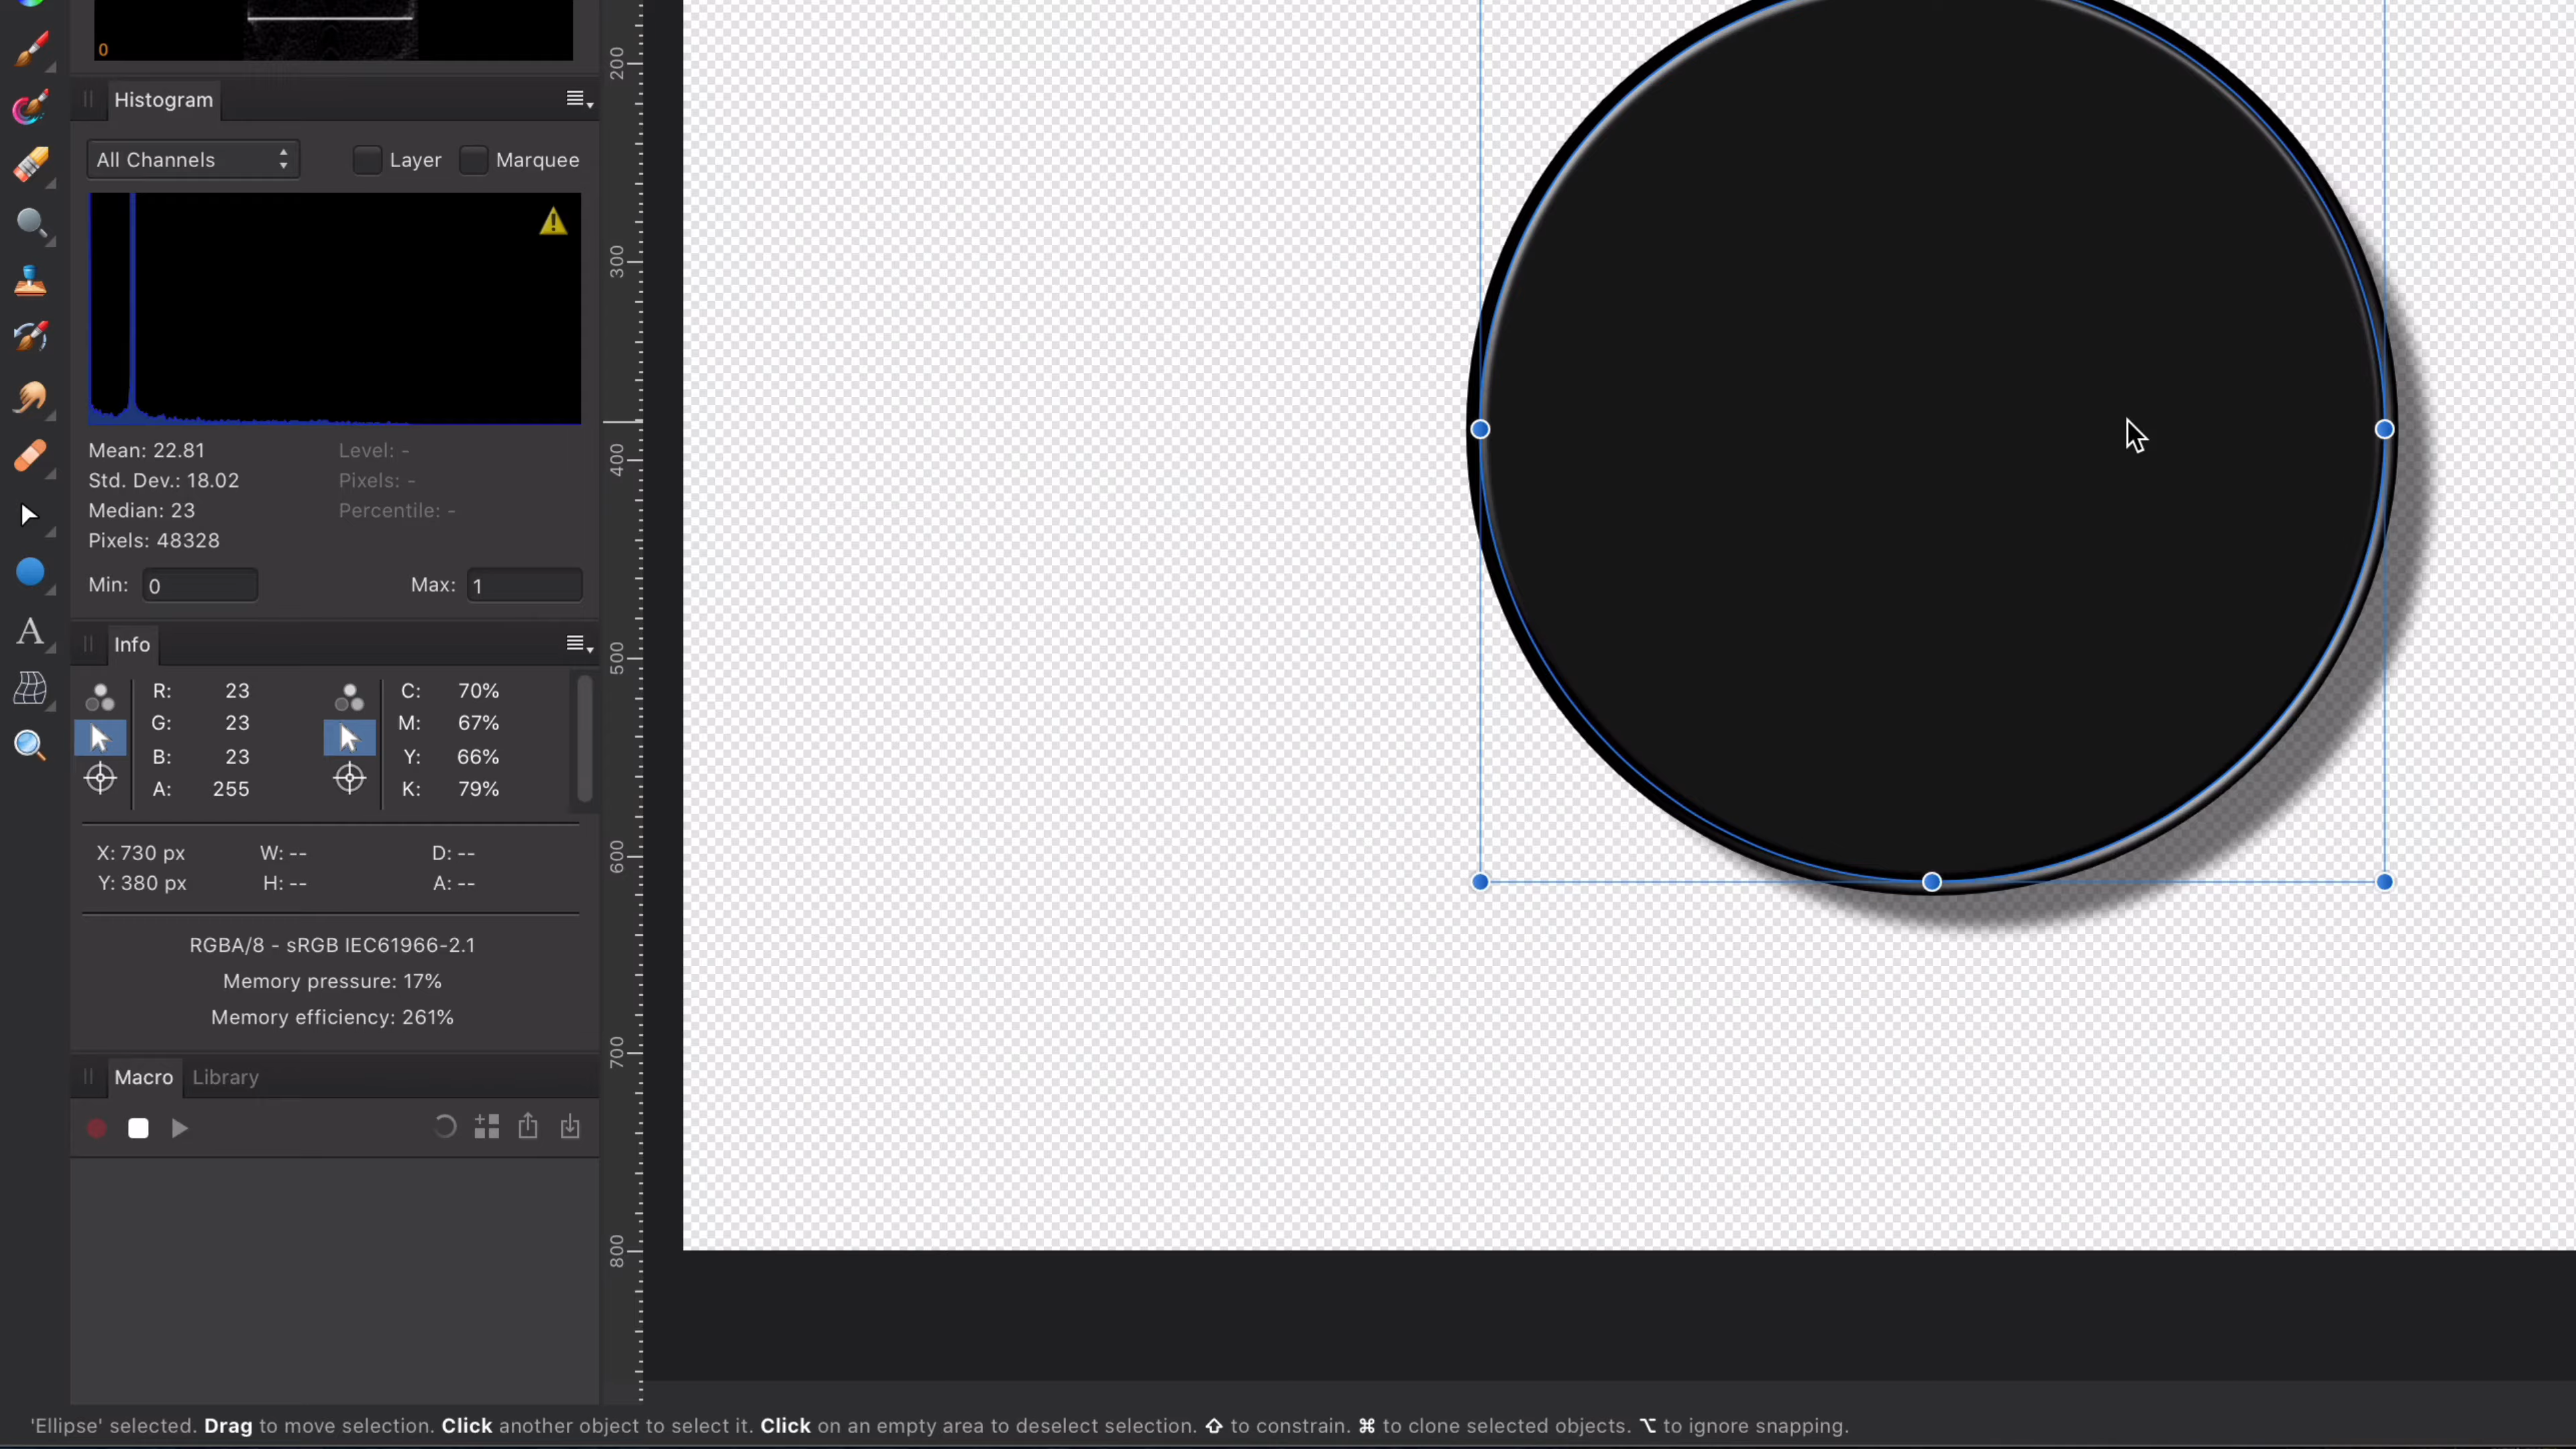 0
Histogram
All Channels Layer Marquee
Mean: 22.81 Level: -
Std. Dev.: 18.02 Pixels: -
Median: 23 Percentile: -
Pixels: 48328
Min: 0 Max: 1
Info
R: 23 C: 70%
G: 23 M: 67%
B: 23 Y: 66%
A: 255 K: 79%
X: 730 px W: -- D: --
Y: 380 px H: -- A: --
RGBA/8 - sRGB IEC61966-2.1
Memory pressure: 17%
Memory efficiency: 261%
Macro Library
200
300
400
500
600
700
800
A
'Ellipse' selected. Drag to move selection. Click another object to select it. Click on an empty area to deselect selection. ⇧ to constrain. ⌘ to clone selected objects. ⌥ to ignore snapping.